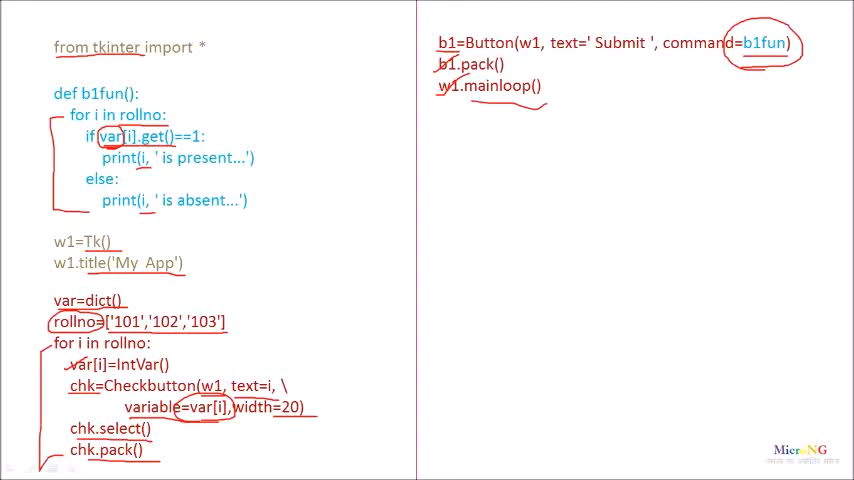 from tkinter import *
def b1fun():
for i in rollno:
if var[i].get()==1:
print(i, ' is present...')
else:
print(i, ' is absent...')
w1=Tk()
w1.title('My App')
var=dict()
rollno=['101','102','103']
for i in rollno:
var[i]=IntVar()
chk=Checkbutton(w1, text=i, \
variable=var[i],width=20)
chk.select()
chk.pack()
b1=Button(w1, text=' Submit ', command=b1fun)
b1.pack()
w1.mainloop()
MicroNG